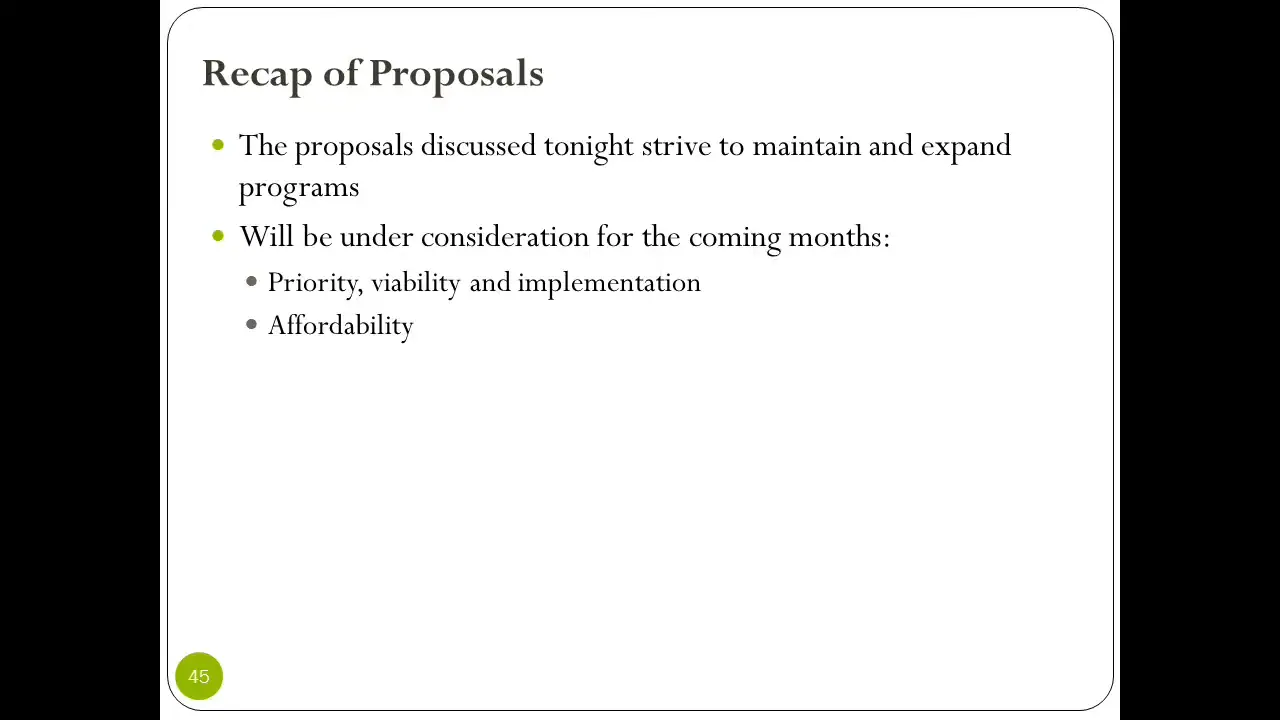 Recap of Proposals
The proposals discussed tonight strive to maintain and expand
programs
Will be under consideration for the coming months:
Priority, viability and implementation
Affordability
45